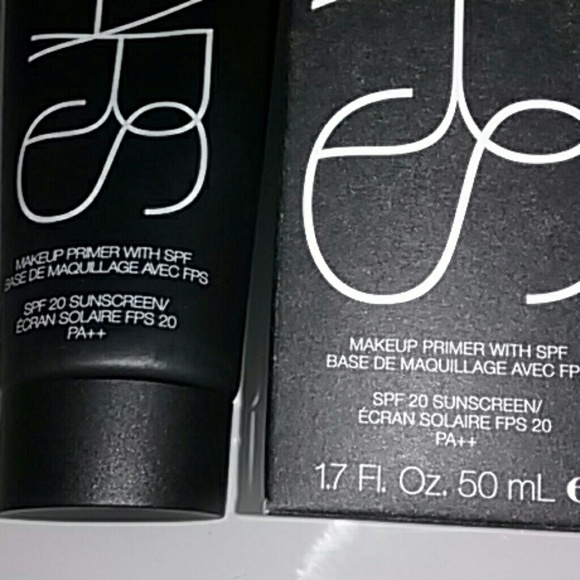 NARS
MAKEUP PRIMER WITH SPF
BASE DE MAQUILLAGE AVEC FPS
SPF 20 SUNSCREEN/
ÉCRAN SOLAIRE FPS 20
PA++
MAKEUP PRIMER WITH SPF
BASE DE MAQUILLAGE AVEC FP
SPF 20 SUNSCREEN/
ÉCRAN SOLAIRE FPS 20
PA++
1.7 Fl. Oz. 50 mL e